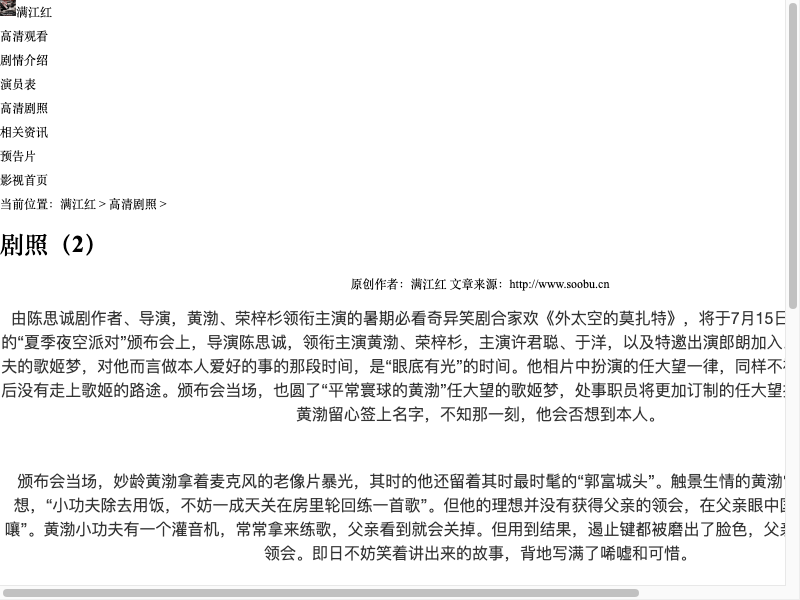 满江红
高清观看
剧情介绍
演员表
高清剧照
相关资讯
预告片
影视首页
当前位置：满江红 > 高清剧照 >
剧照（2）
原创作者：满江红 文章来源：http://www.soobu.cn
由陈思诚剧作者、导演，黄渤、荣梓杉领衔主演的暑期必看奇异笑剧合家欢《外太空的莫扎特》，将于7月15日
的“夏季夜空派对”颁布会上，导演陈思诚，领衔主演黄渤、荣梓杉，主演许君聪、于洋，以及特邀出演郎朗加入
夫的歌姬梦，对他而言做本人爱好的事的那段时间，是“眼底有光”的时间。他相片中扮演的任大望一律，同样不
后没有走上歌姬的路途。颁布会当场，也圆了“平常寰球的黄渤”任大望的歌姬梦，处事职员将更加订制的任大望
黄渤留心签上名字，不知那一刻，他会否想到本人。
颁布会当场，妙龄黄渤拿着麦克风的老像片暴光，其时的他还留着其时最时髦的“郭富城头”。触景生情的黄渤
想，“小功夫除去用饭，不妨一成天关在房里轮回练一首歌”。但他的理想并没有获得父亲的领会，在父亲眼中
嚷”。黄渤小功夫有一个灌音机，常常拿来练歌，父亲看到就会关掉。但用到结果，遏止键都被磨出了脸色，父
领会。即日不妨笑着讲出来的故事，背地写满了唏嘘和可惜。